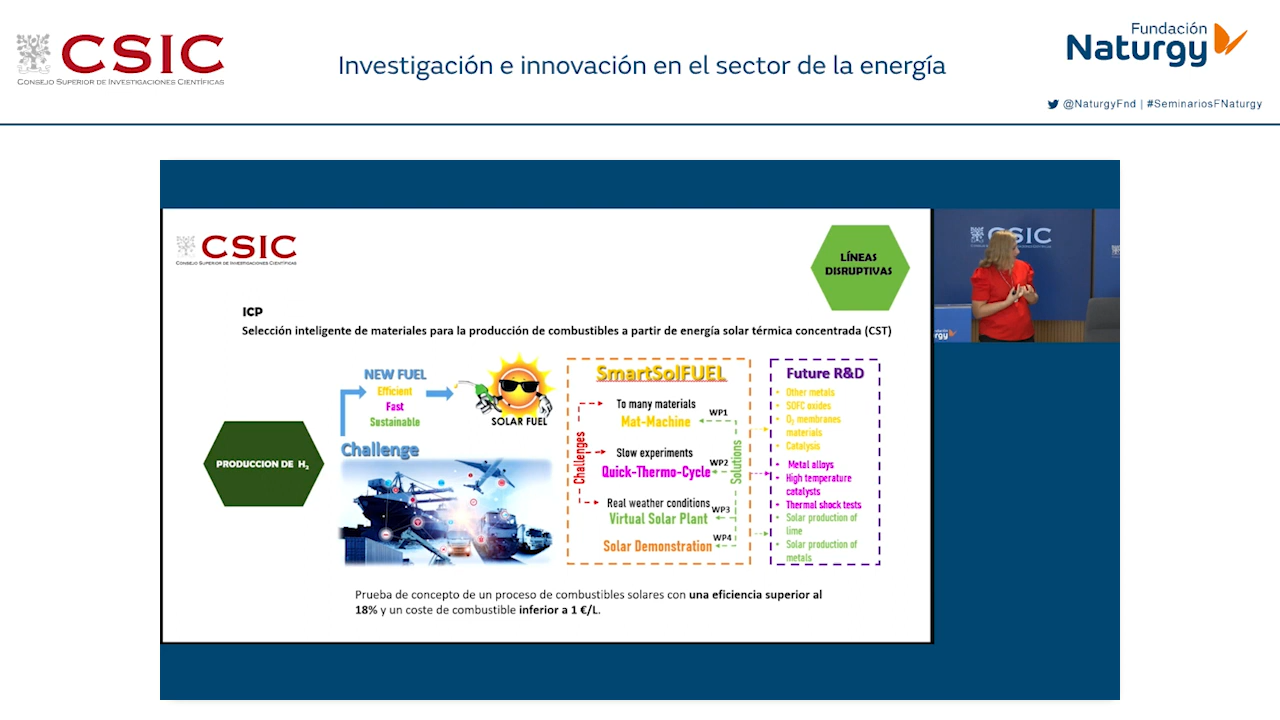 CSIC
CONSEJO SUPERIOR DE INVESTIGACIONES CIENTÍFICAS
Investigación e innovación en el sector de la energía
Fundación
Naturgy
@NaturgyFnd | #SeminariosFNaturgy
CSIC
CONSEJO SUPERIOR DE INVESTIGACIONES CIENTÍFICAS
LÍNEAS
DISRUPTIVAS
CSIC
ICP
Selección inteligente de materiales para la producción de combustibles a partir de energía solar térmica concentrada (CST)
PRODUCCION DE H2
NEW FUEL
Efficient
Fast
Sustainable
SOLAR FUEL
Challenge
SmartSolFUEL
Challenges
Solutions
To many materials
WP1
Mat-Machine
Slow experiments
WP2
Quick-Thermo-Cycle
Real weather conditions
WP3
Virtual Solar Plant
WP4
Solar Demonstration
Future R&D
• Other metals
• SOFC oxides
• O2 membranes
materials
• Catalysis
• Metal alloys
• High temperature
catalysts
• Thermal shock tests
• Solar production of
lime
• Solar production of
metals
Prueba de concepto de un proceso de combustibles solares con una eficiencia superior al
18% y un coste de combustible inferior a 1 €/L.